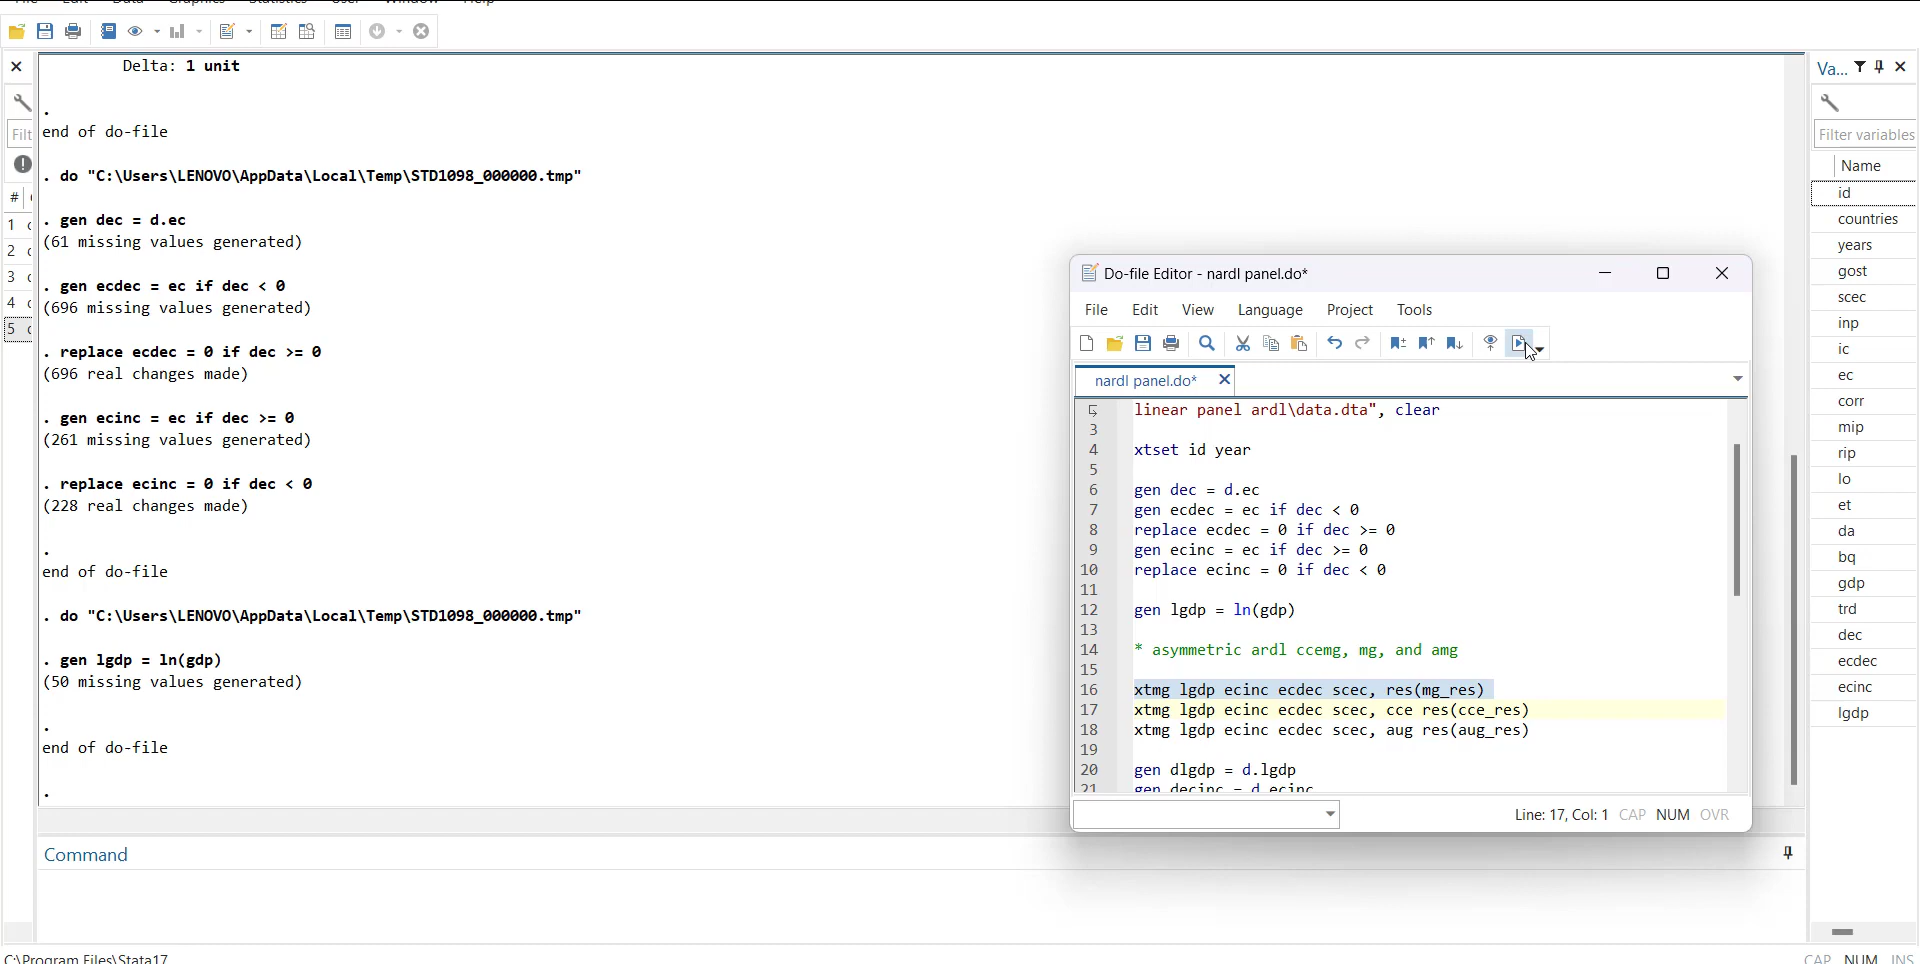 Delta: 1 unit
.
end of do-file
. do "C:\Users\LENOVO\AppData\Local\Temp\STD1098_000000.tmp"
. gen dec = d.ec
(61 missing values generated)
. gen ecdec = ec if dec < 0
(696 missing values generated)
. replace ecdec = 0 if dec >= 0
(696 real changes made)
. gen ecinc = ec if dec >= 0
(261 missing values generated)
. replace ecinc = 0 if dec < 0
(228 real changes made)
.
end of do-file
. do "C:\Users\LENOVO\AppData\Local\Temp\STD1098_000000.tmp"
. gen lgdp = ln(gdp)
(50 missing values generated)
.
end of do-file
.
Command
C:\Program Files\Stata17
Filt
#
1
2
3
4
5
Do-file Editor - nardl panel.do*
File Edit View Language Project Tools
nardl panel.do*
linear panel ardl\data.dta", clear
3
4 xtset id year
5
6 gen dec = d.ec
7 gen ecdec = ec if dec < 0
8 replace ecdec = 0 if dec >= 0
9 gen ecinc = ec if dec >= 0
10 replace ecinc = 0 if dec < 0
11
12 gen lgdp = ln(gdp)
13
14 * asymmetric ardl ccemg, mg, and amg
15
16 xtmg lgdp ecinc ecdec scec, res(mg_res)
17 xtmg lgdp ecinc ecdec scec, cce res(cce_res)
18 xtmg lgdp ecinc ecdec scec, aug res(aug_res)
19
20 gen dlgdp = d.lgdp
21 gen decinc = d.ecinc
Line: 17, Col: 1 CAP NUM OVR
Va...
Filter variables
Name
id
countries
years
gost
scec
inp
ic
ec
corr
mip
rip
lo
et
da
bq
gdp
trd
dec
ecdec
ecinc
lgdp
CAP NUM INS